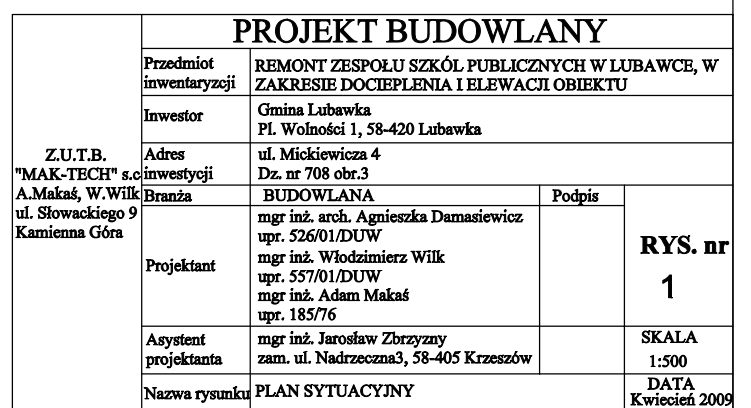 PROJEKT BUDOWLANY
Z.U.T.B.
"MAK-TECH" s.c
A.Makaś, W.Wilk
ul. Słowackiego 9
Kamienna Góra
Przedmiot
inwentaryzcji
REMONT ZESPOŁU SZKÓL PUBLICZNYCH W LUBAWCE, W
ZAKRESIE DOCIEPLENIA I ELEWACJI OBIEKTU
Inwestor
Gmina Lubawka
Pl. Wolności 1, 58-420 Lubawka
Adres
inwestycji
ul. Mickiewicza 4
Dz. nr 708 obr.3
Branża
BUDOWLANA
Podpis
Projektant
mgr inż. arch. Agnieszka Damasiewicz
upr. 526/01/DUW
mgr inż. Włodzimierz Wilk
upr. 557/01/DUW
mgr inż. Adam Makaś
upr. 185/76
RYS. nr
1
Asystent
projektanta
mgr inż. Jarosław Zbrzyzny
zam. ul. Nadrzeczna3, 58-405 Krzeszów
SKALA
1:500
Nazwa rysunku
PLAN SYTUACYJNY
DATA
Kwiecień 2009